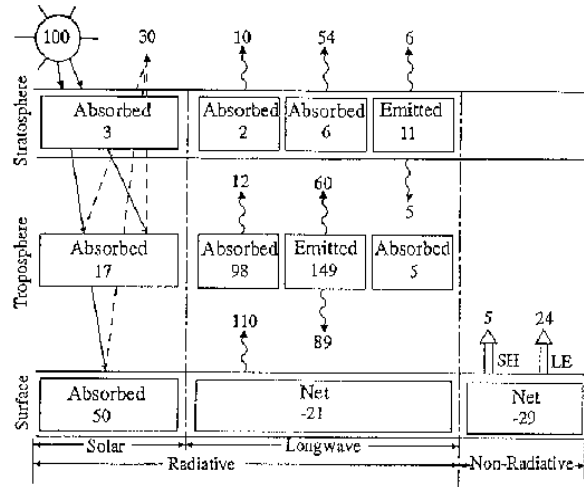 100
30
10
54
6
Stratosphere
Absorbed
3
Absorbed
2
Absorbed
6
Emitted
11
12
60
5
Troposphere
Absorbed
17
Absorbed
98
Emitted
149
Absorbed
5
110
89
5
24
SH
LE
Surface
Absorbed
50
Net
-21
Net
-29
Solar
Longwave
Radiative
Non-Radiative